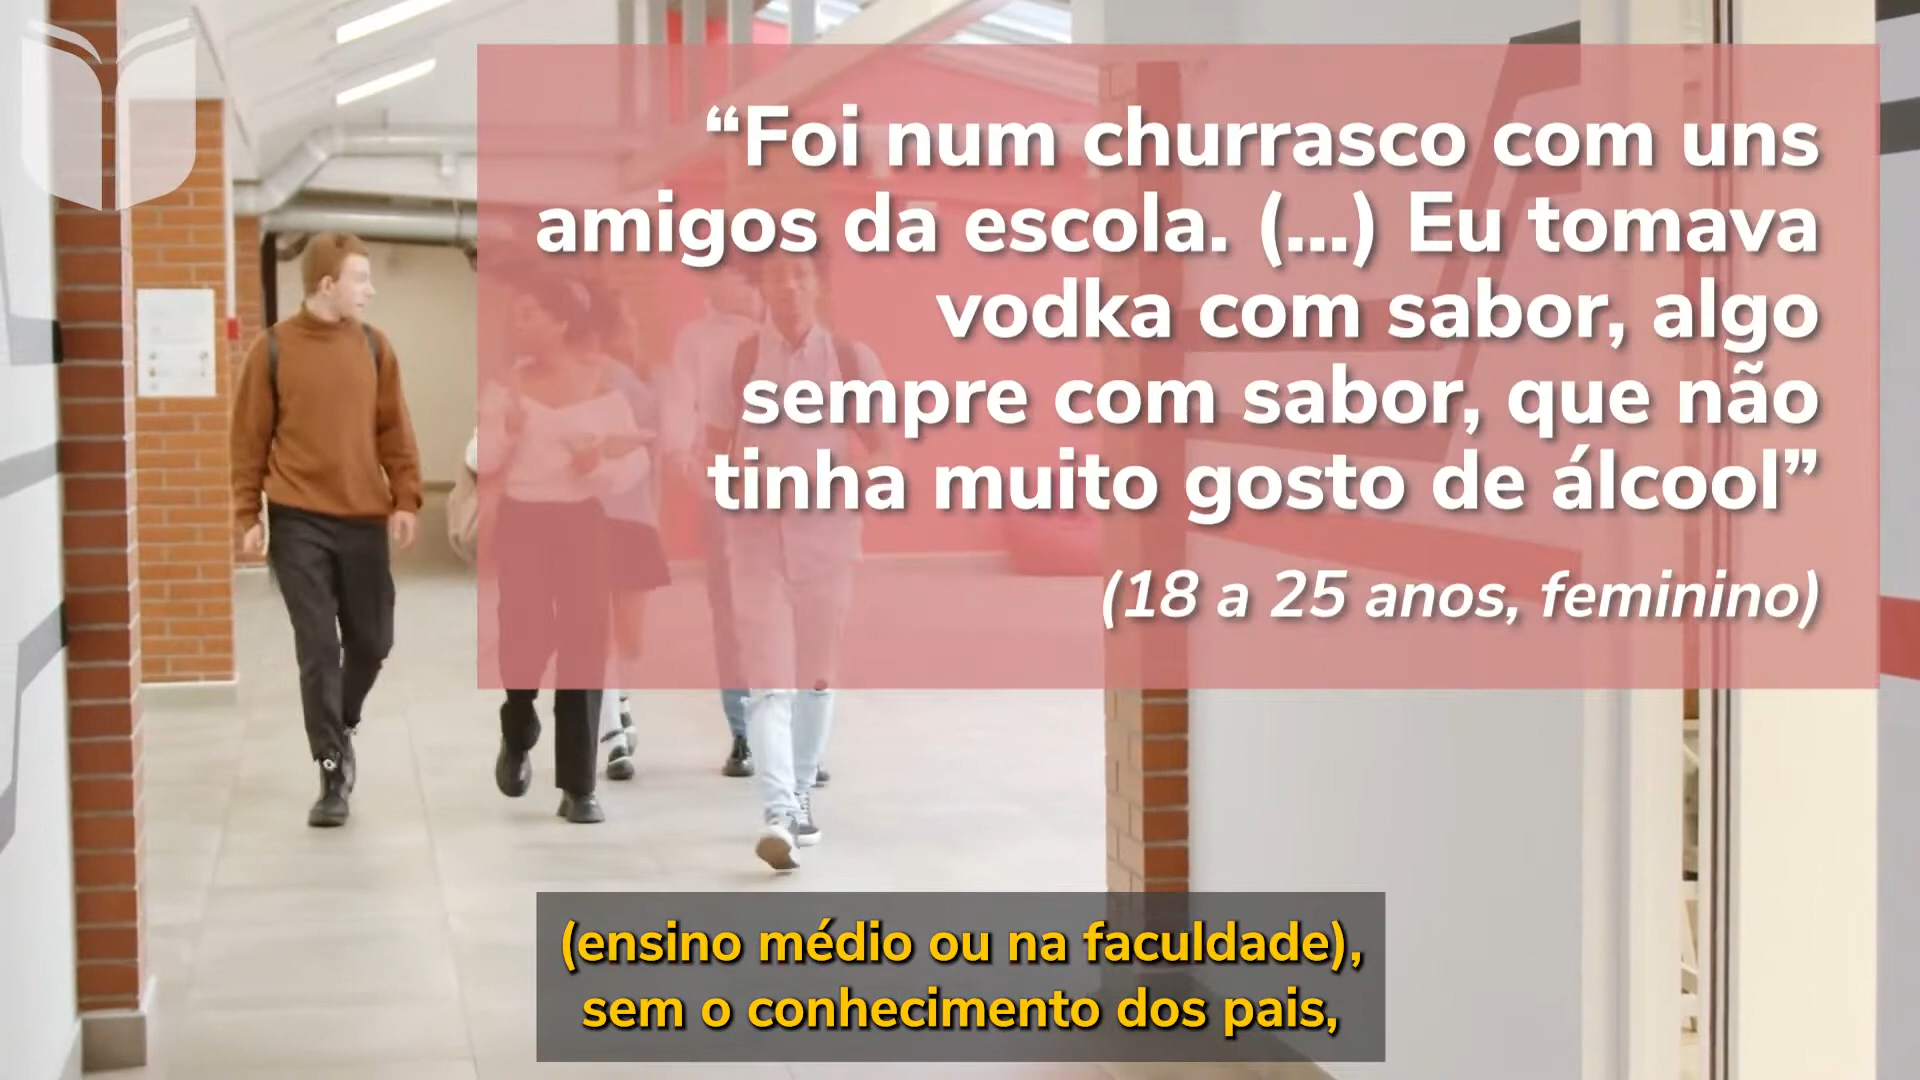 “Foi num churrasco com uns
amigos da escola. (...) Eu tomava
vodka com sabor, algo
sempre com sabor, que não
tinha muito gosto de álcool”
(18 a 25 anos, feminino)
(ensino médio ou na faculdade),
sem o conhecimento dos pais,